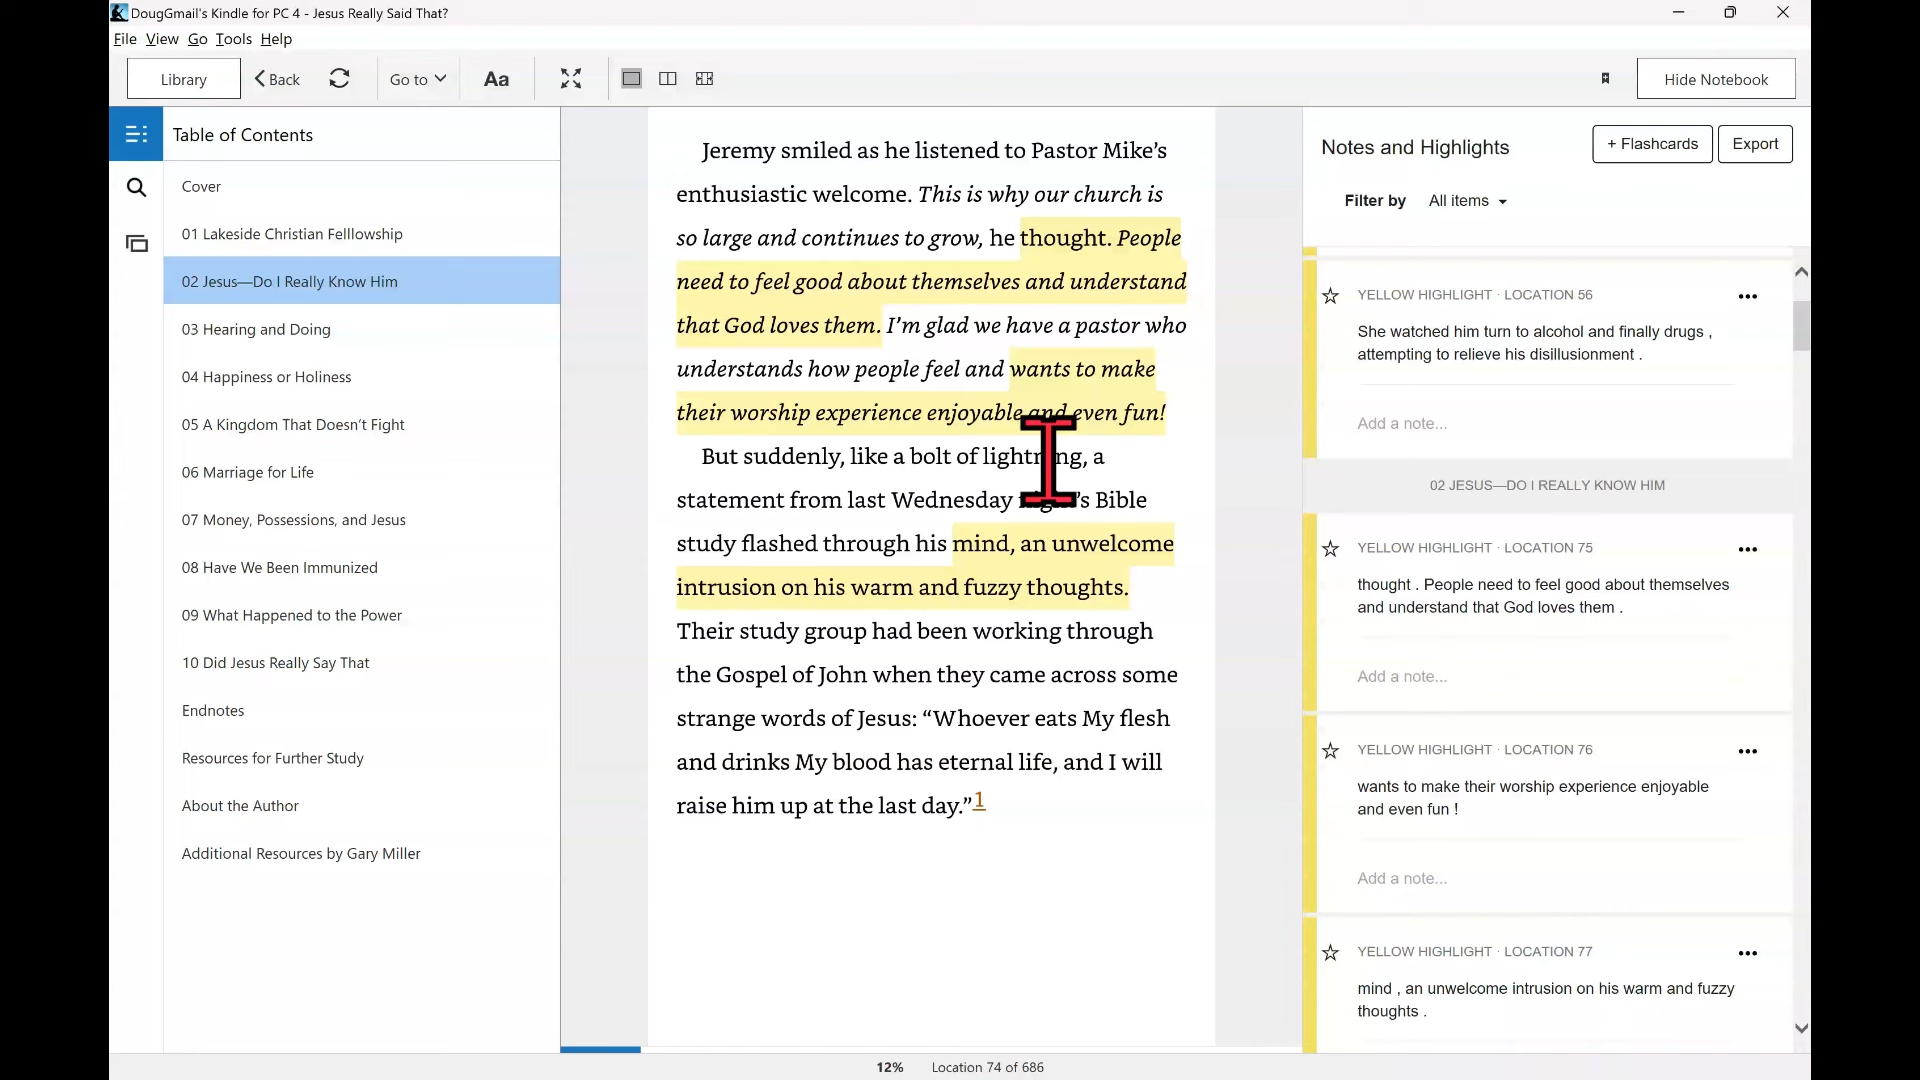 DougGmail's Kindle for PC 4 - Jesus Really Said That?
File View Go Tools Help
Library
Back
Go to
Aa
Hide Notebook
Table of Contents
Cover
01 Lakeside Christian Felllowship
02 Jesus—Do I Really Know Him
03 Hearing and Doing
04 Happiness or Holiness
05 A Kingdom That Doesn't Fight
06 Marriage for Life
07 Money, Possessions, and Jesus
08 Have We Been Immunized
09 What Happened to the Power
10 Did Jesus Really Say That
Endnotes
Resources for Further Study
About the Author
Additional Resources by Gary Miller
Jeremy smiled as he listened to Pastor Mike's
enthusiastic welcome. This is why our church is
so large and continues to grow, he thought. People
need to feel good about themselves and understand
that God loves them. I'm glad we have a pastor who
understands how people feel and wants to make
their worship experience enjoyable and even fun!
But suddenly, like a bolt of lightning, a
statement from last Wednesday night's Bible
study flashed through his mind, an unwelcome
intrusion on his warm and fuzzy thoughts.
Their study group had been working through
the Gospel of John when they came across some
strange words of Jesus: “Whoever eats My flesh
and drinks My blood has eternal life, and I will
raise him up at the last day.”1
Notes and Highlights
+ Flashcards
Export
Filter by All items
YELLOW HIGHLIGHT · LOCATION 56
She watched him turn to alcohol and finally drugs ,
attempting to relieve his disillusionment .
Add a note...
02 JESUS—DO I REALLY KNOW HIM
YELLOW HIGHLIGHT · LOCATION 75
thought . People need to feel good about themselves
and understand that God loves them .
Add a note...
YELLOW HIGHLIGHT · LOCATION 76
wants to make their worship experience enjoyable
and even fun !
Add a note...
YELLOW HIGHLIGHT · LOCATION 77
mind , an unwelcome intrusion on his warm and fuzzy
thoughts .
12% Location 74 of 686